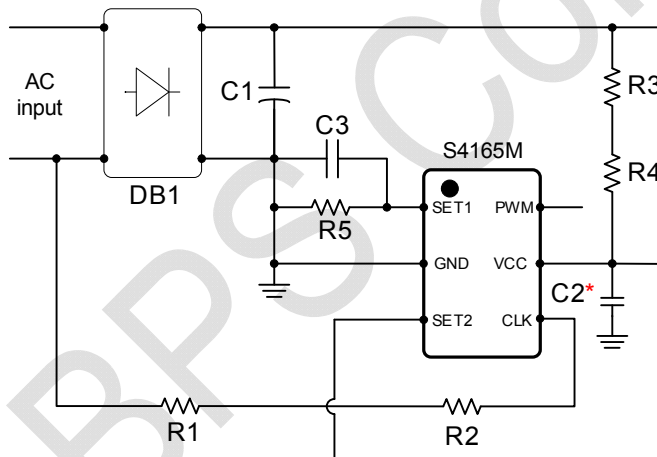 AC
input
DB1
C1
C3
R5
S4165M
SET1
PWM
GND
VCC
SET2
CLK
R3
R4
C2*
R1
R2
BPS Co